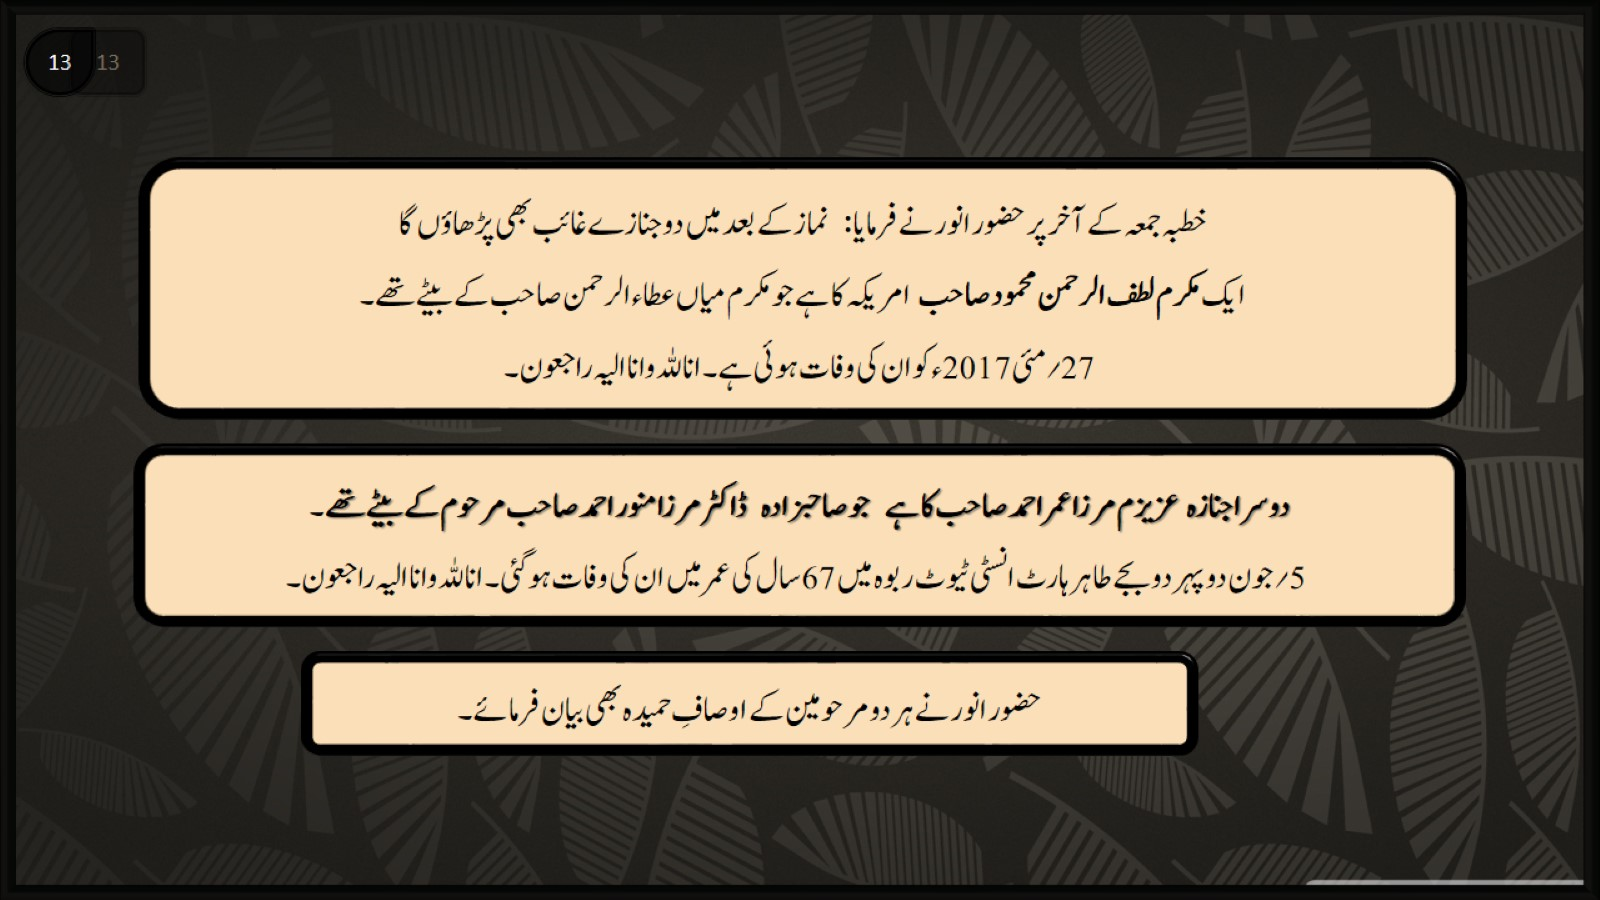 13 13
خطبہ جمعہ کے آخر پر حضور انور نے فرمایا: نماز کے بعد میں دو جنازے غائب بھی پڑھاؤں گا
ایک مکرم لطف الرحمن محمود صاحب امریکہ کا ہے جو مکرم میاں عطاء الرحمن صاحب کے بیٹے تھے۔
27؍مئی 2017ء کو ان کی وفات ہوئی ہے۔ اناللہ وانا الیہ راجعون۔
دوسرا جنازہ عزیزم مرزا عمر احمد صاحب کا ہے جو صاحبزادہ ڈاکٹر مرزا منور احمد صاحب مرحوم کے بیٹے تھے۔
5؍جون دوپہر دو بجے طاہر ہارٹ انسٹی ٹیوٹ ربوہ میں 67 سال کی عمر میں ان کی وفات ہو گئی۔ اناللہ وانا الیہ راجعون۔
حضور انور نے ہر دو مرحومین کے اوصافِ حمیدہ بھی بیان فرمائے۔